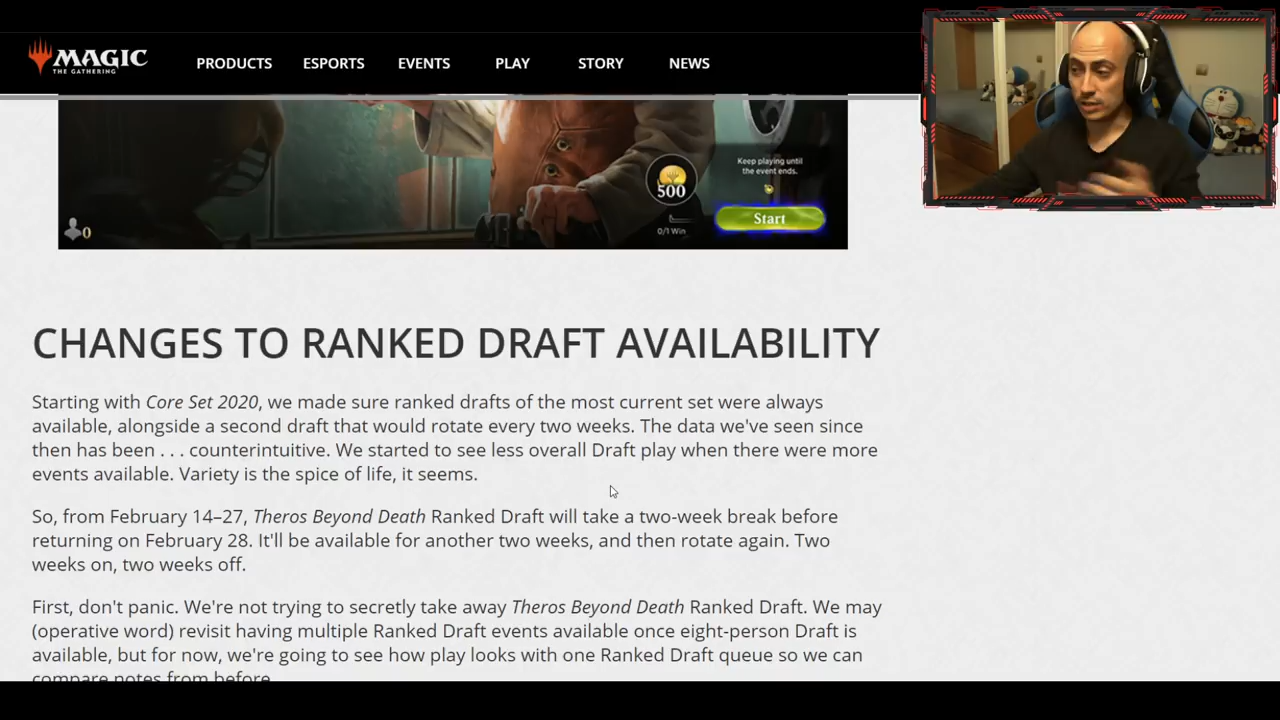 MAGIC
THE GATHERING
PRODUCTS
ESPORTS
EVENTS
PLAY
STORY
NEWS
Keep playing until
the event ends.
500
0/1 Win
Start
0
CHANGES TO RANKED DRAFT AVAILABILITY
Starting with Core Set 2020, we made sure ranked drafts of the most current set were always
available, alongside a second draft that would rotate every two weeks. The data we've seen since
then has been . . . counterintuitive. We started to see less overall Draft play when there were more
events available. Variety is the spice of life, it seems.
So, from February 14–27, Theros Beyond Death Ranked Draft will take a two-week break before
returning on February 28. It'll be available for another two weeks, and then rotate again. Two
weeks on, two weeks off.
First, don't panic. We're not trying to secretly take away Theros Beyond Death Ranked Draft. We may
(operative word) revisit having multiple Ranked Draft events available once eight-person Draft is
available, but for now, we're going to see how play looks with one Ranked Draft queue so we can
compare notes from before.